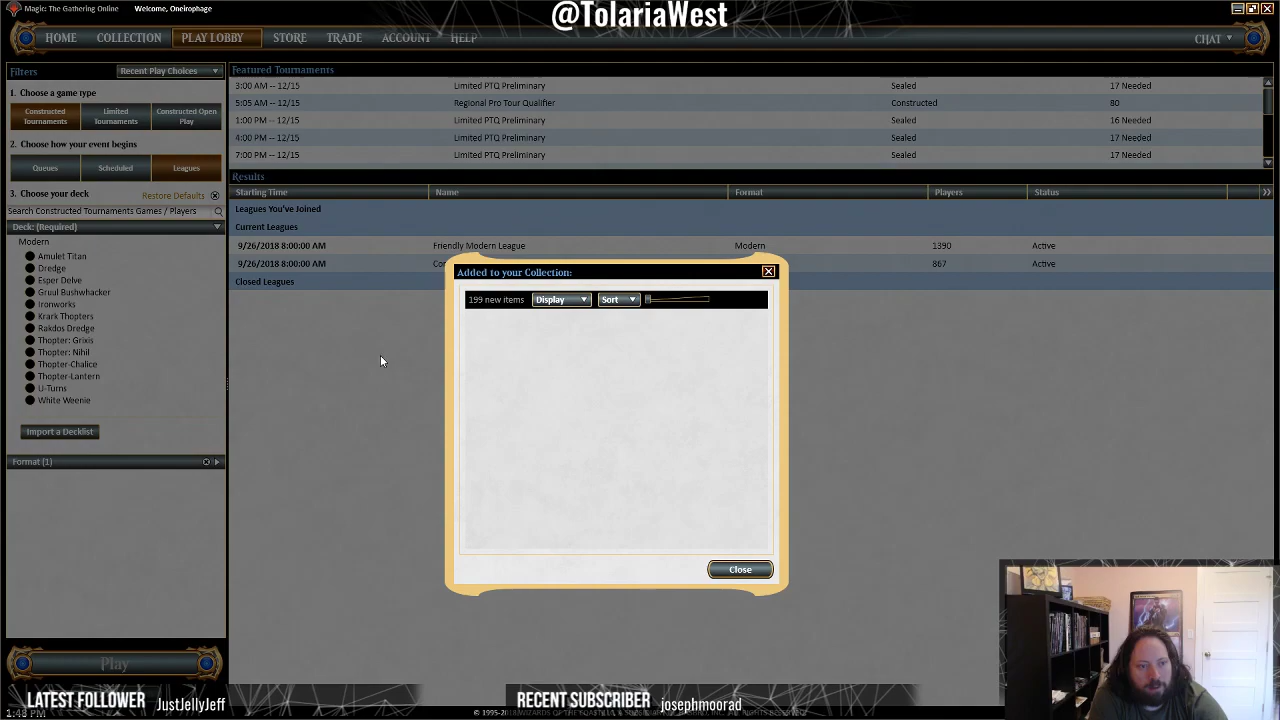 Magic: The Gathering Online Welcome, Oneirophage
@TolariaWest
HOME COLLECTION PLAY LOBBY STORE TRADE ACCOUNT HELP CHAT
Filters Recent Play Choices
1. Choose a game type
Constructed Tournaments Limited Tournaments Constructed Open Play
2. Choose how your event begins
Queues Scheduled Leagues
3. Choose your deck Restore Defaults
Search Constructed Tournaments Games / Players
Deck: (Required)
Modern
Amulet Titan
Dredge
Esper Delve
Gruul Bushwhacker
Ironworks
Krark Thopters
Rakdos Dredge
Thopter: Grixis
Thopter: Nihil
Thopter-Chalice
Thopter-Lantern
U-Turns
White Weenie
Import a Decklist
Format (1)
Play
Featured Tournaments
3:00 AM -- 12/15 Limited PTQ Preliminary Sealed 17 Needed
5:05 AM -- 12/15 Regional Pro Tour Qualifier Constructed 80
1:00 PM -- 12/15 Limited PTQ Preliminary Sealed 16 Needed
4:00 PM -- 12/15 Limited PTQ Preliminary Sealed 17 Needed
7:00 PM -- 12/15 Limited PTQ Preliminary Sealed 17 Needed
Results
Starting Time Name Format Players Status
Leagues You've Joined
Current Leagues
9/26/2018 8:00:00 AM Friendly Modern League Modern 1390 Active
9/26/2018 8:00:00 AM 867 Active
Closed Leagues
Added to your Collection:
199 new items Display Sort
Close
LATEST FOLLOWER JustJellyJeff
RECENT SUBSCRIBER josephmoorad
1:48 PM